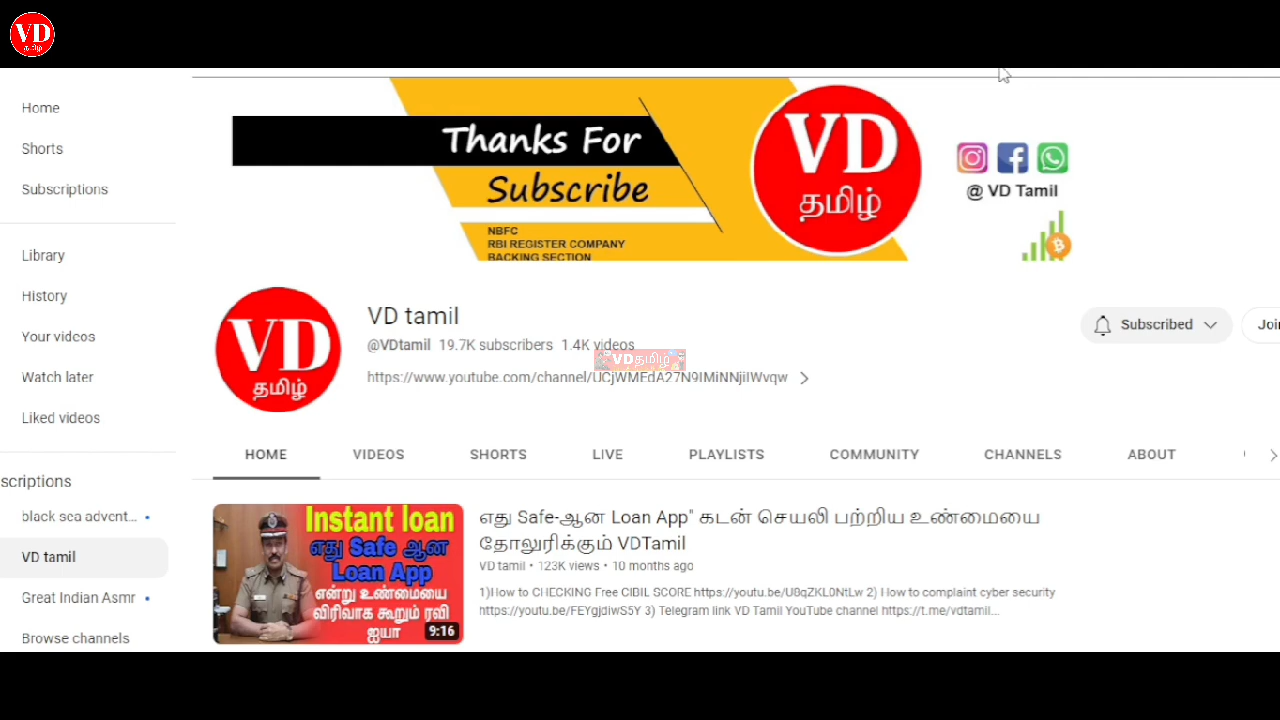 VD
தமிழ்
Home
Shorts
Subscriptions
Library
History
Your videos
Watch later
Liked videos
scriptions
black sea advent...
VD tamil
Great Indian Asmr
Browse channels
Thanks For
Subscribe
NBFC
RBI REGISTER COMPANY
BACKING SECTION
VD
தமிழ்
@ VD Tamil
VD
தமிழ்
VD tamil
@VDtamil 19.7K subscribers 1.4K videos
VDதமிழ்
https://www.youtube.com/channel/
Subscribed
Joi
HOME VIDEOS SHORTS LIVE PLAYLISTS COMMUNITY CHANNELS ABOUT
Instant loan
எது Safe ஆன
Loan App
என்று உண்மையை
விரிவாக கூறும் ரவி
ஐயா
9:16
எது Safe-ஆன Loan App" கடன் செயலி பற்றிய உண்மையை
தோலுரிக்கும் VDTamil
VD tamil • 123K views • 10 months ago
1)How to CHECKING Free CIBIL SCORE https://youtu.be/U8qZKL0NtLw 2) How to complaint cyber security
https://youtu.be/FEYgjdiwS5Y 3) Telegram link VD Tamil YouTube channel https://t.me/vdtamil...